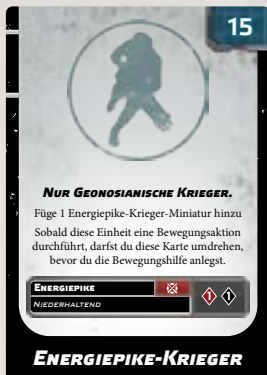 15
NUR GEONOSIANISCHE KRIEGER.
Füge 1 Energiepike-Krieger-Miniatur hinzu
Sobald diese Einheit eine Bewegungsaktion
durchführt, darfst du diese Karte umdrehen,
bevor du die Bewegungshilfe anlegst.
ENERGIEPIKE
1 1
NIEDERHALTEND
ENERGIEPIKE-KRIEGER